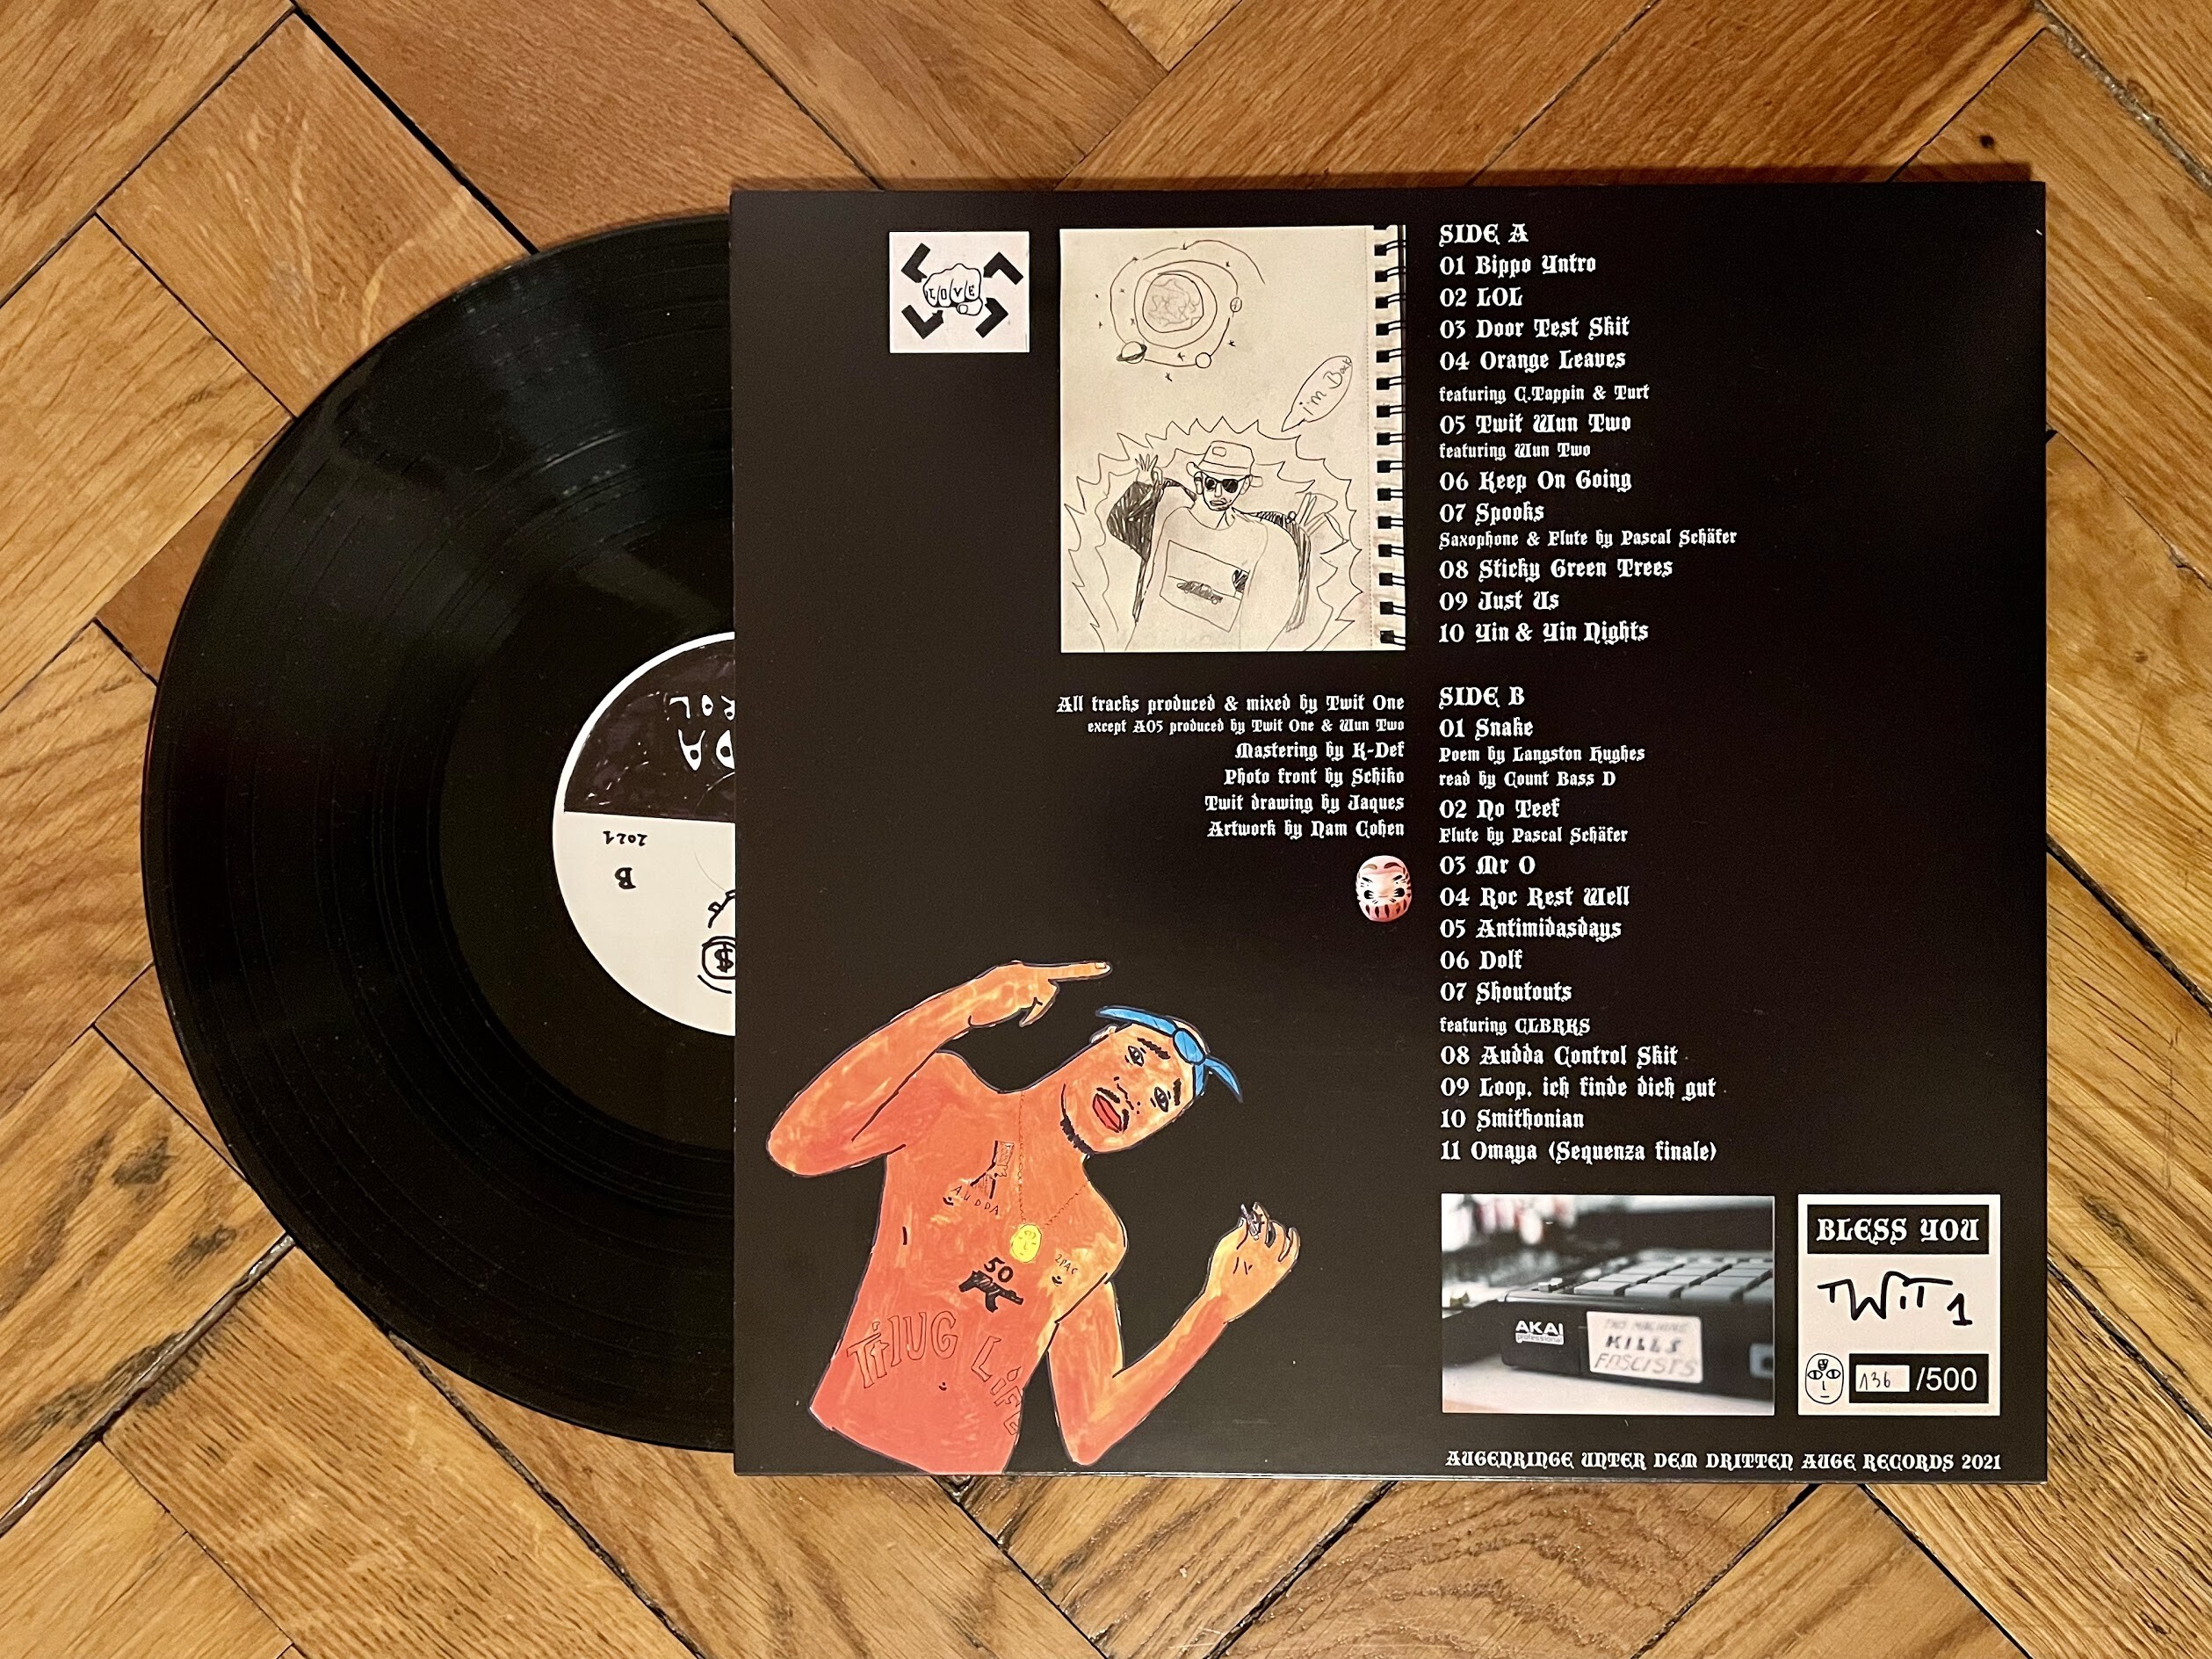 LOVE
i'm Back
SIDE A
01 Bippo Yntro
02 LOL
03 Door Test Skit
04 Orange Leaves
featuring C.Tappin & Turt
05 Twit Wun Two
featuring Wun Two
06 Keep On Going
07 Spooks
Saxophone & Flute by Pascal Schäfer
08 Sticky Green Trees
09 Just Us
10 Yin & Yin Nights
All tracks produced & mixed by Twit One
except A05 produced by Twit One & Wun Two
Mastering by K-Def
Photo front by Schiko
Twit drawing by Jaques
Artwork by Nam Cohen
SIDE B
01 Snake
Poem by Langston Hughes
read by Count Bass D
02 No Teef
Flute by Pascal Schäfer
03 Mr O
04 Roc Rest Well
05 Antimidasdays
06 Dolf
07 Shoutouts
featuring CLBRKS
08 Audda Control Skit
09 Loop, ich finde dich gut
10 Smithonian
11 Omaya (Sequenza finale)
2021
B
$
AUDDA
50
2PAC
THUG LIFE
AKAI
professional
THIS MACHINE
KILLS
FASCISTS
BLESS YOU
TWiT 1
136 /500
AUGENRINGE UNTER DEM DRITTEN AUGE RECORDS 2021